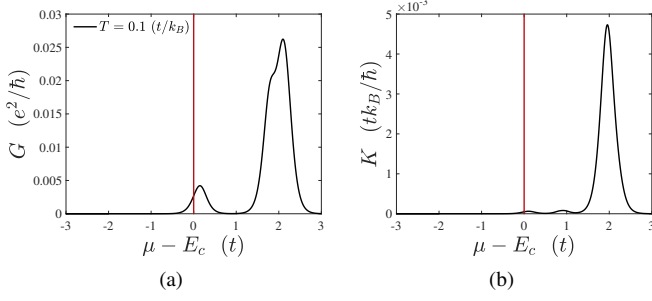 0.03
0.025
0.02
0.015
0.01
0.005
0
G (e²/ħ)
T = 0.1 (t/k_B)
-3 -2 -1 0 1 2 3
μ − E_c (t)
(a)
×10⁻³
5
4
3
2
1
0
K (tk_B/ħ)
-3 -2 -1 0 1 2 3
μ − E_c (t)
(b)